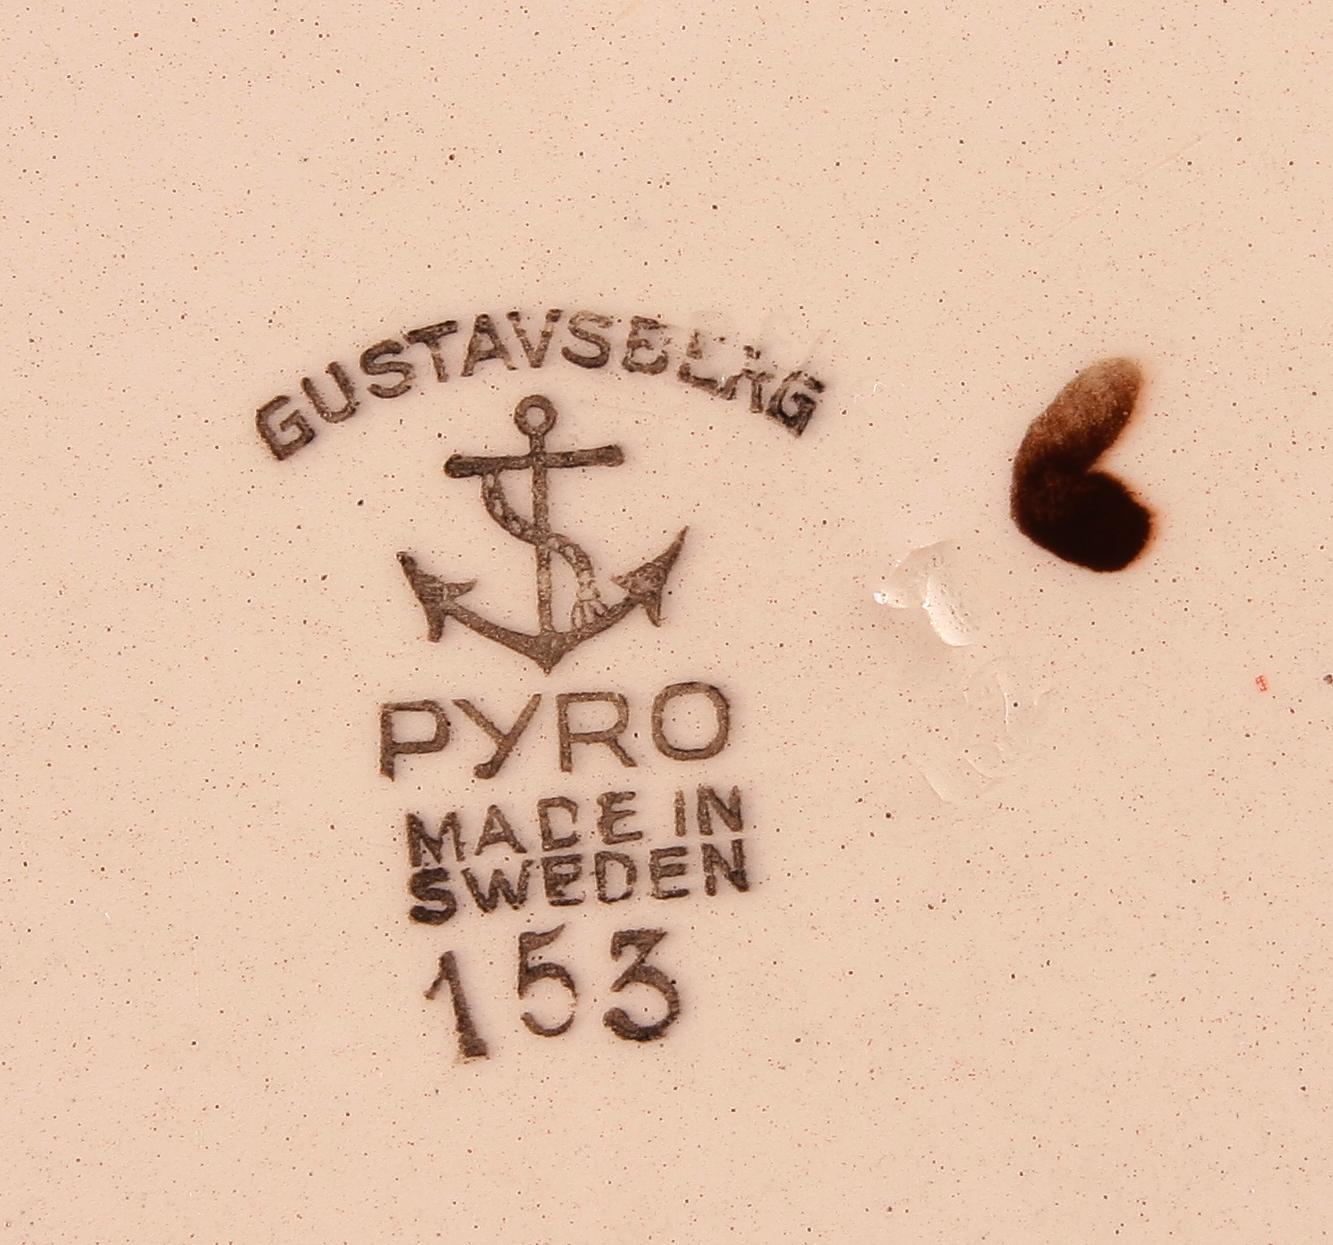 GUSTAVSBERG
PYRO
MADE IN
SWEDEN
153